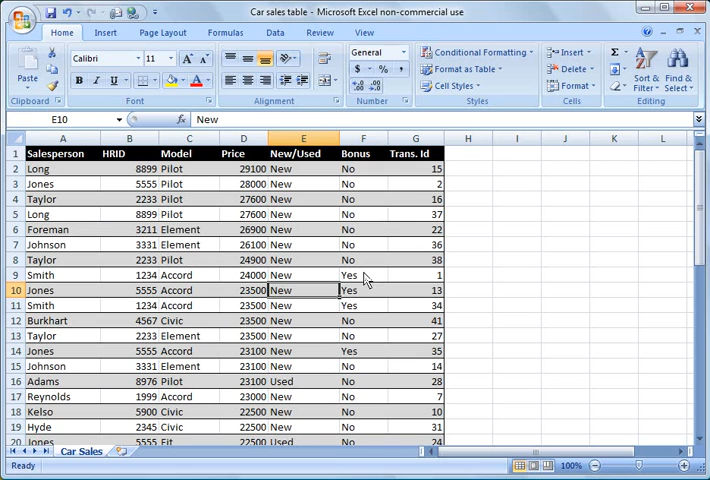 Car sales table - Microsoft Excel non-commercial use
Home Insert Page Layout Formulas Data Review View
Calibri 11 General Conditional Formatting Insert Σ
Paste B I U $ % , Format as Table Delete Sort & Filter Find & Select
Cell Styles Format
Clipboard Font Alignment Number Styles Cells Editing
E10 fx New
A B C D E F G H I J K L
1 Salesperson HRID Model Price New/Used Bonus Trans. Id
2 Long 8899 Pilot 29100 New No 15
3 Jones 5555 Pilot 28000 New No 2
4 Taylor 2233 Pilot 27600 New No 16
5 Long 8899 Pilot 27600 New No 37
6 Foreman 3211 Element 26900 New No 22
7 Johnson 3331 Element 26100 New No 36
8 Taylor 2233 Pilot 24900 New No 38
9 Smith 1234 Accord 24000 New Yes 1
10 Jones 5555 Accord 23500 New Yes 13
11 Smith 1234 Accord 23500 New Yes 34
12 Burkhart 4567 Civic 23200 New No 41
13 Taylor 2233 Element 23200 New No 27
14 Jones 5555 Accord 23100 New Yes 35
15 Johnson 3331 Element 23100 New No 14
16 Adams 8976 Pilot 23100 Used No 28
17 Reynolds 1999 Accord 23000 New No 7
18 Kelso 5900 Civic 22500 New No 10
19 Hyde 2345 Civic 22500 New No 31
20 Jones 5555 Fit 22500 Used No 24
Car Sales
Ready 100%